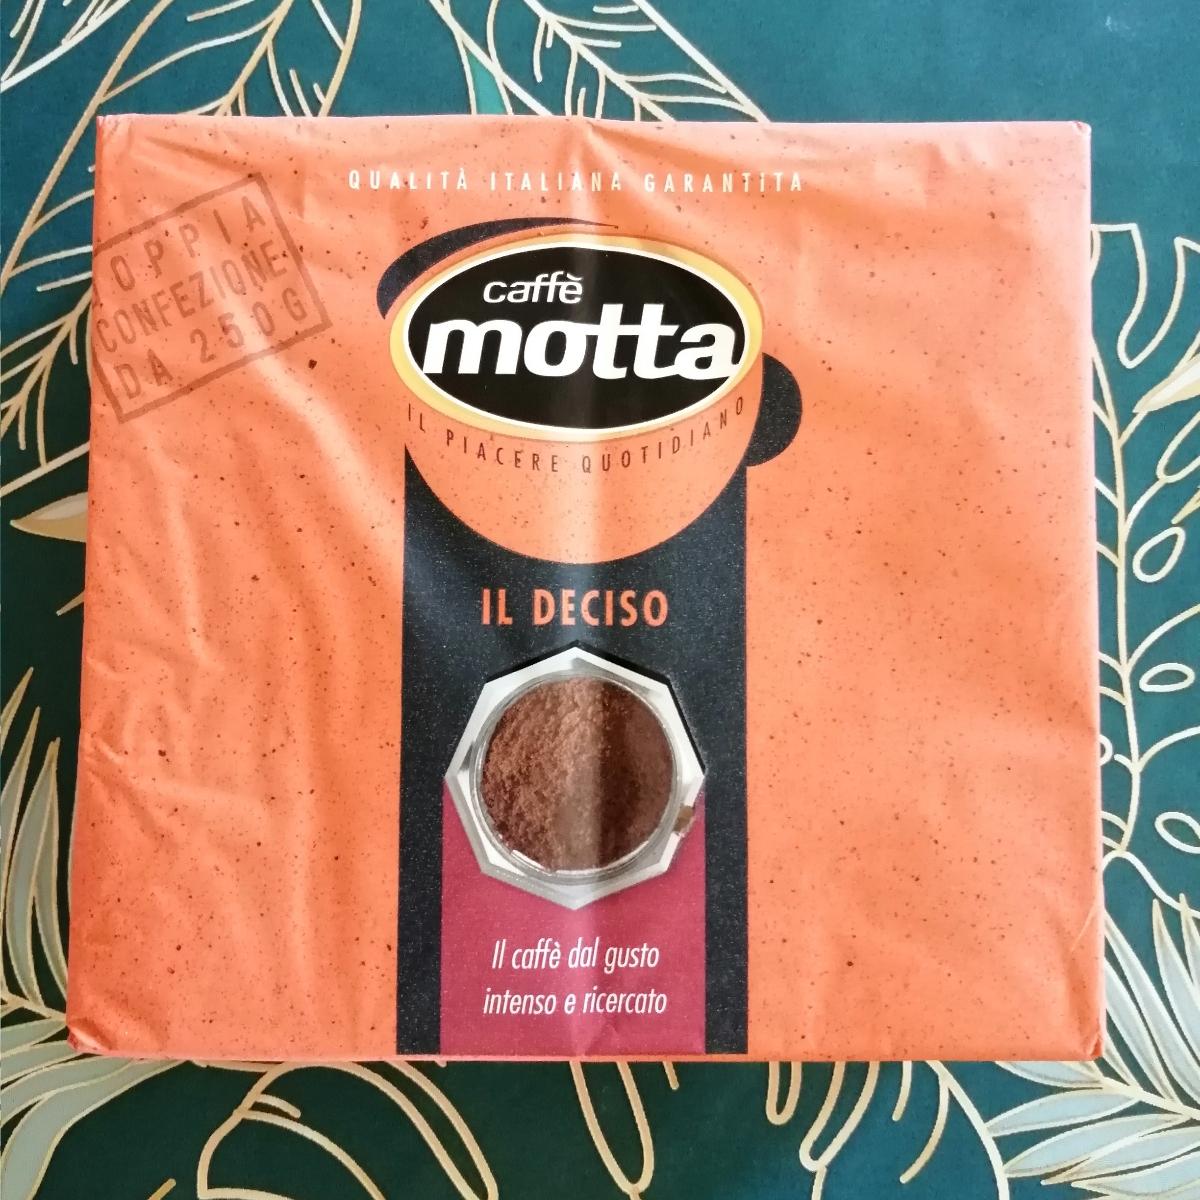 QUALITÀ ITALIANA GARANTITA
OPPIA
CONFEZIONE
DA 250G
caffè
motta
IL PIACERE QUOTIDIANO
IL DECISO
Il caffè dal gusto
intenso e ricercato